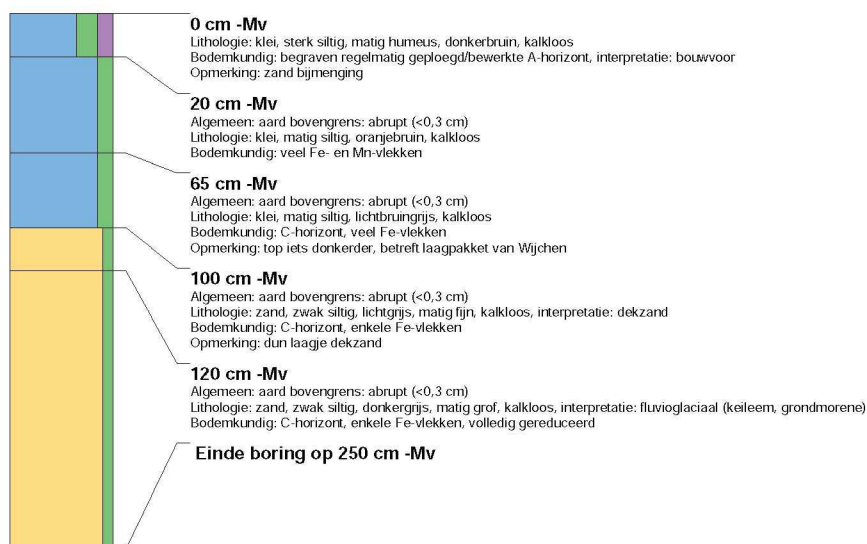 0 cm -Mv
Lithologie: klei, sterk siltig, matig humeus, donkerbruin, kalkloos
Bodemkundig: begraven regelmatig geploegd/bewerkte A-horizont, interpretatie: bouwvoor
Opmerking: zand bijmenging
20 cm -Mv
Algemeen: aard bovengrens: abrupt (<0,3 cm)
Lithologie: klei, matig siltig, oranjebruin, kalkloos
Bodemkundig: veel Fe- en Mn-vlekken
65 cm -Mv
Algemeen: aard bovengrens: abrupt (<0,3 cm)
Lithologie: klei, matig siltig, lichtbruingrijs, kalkloos
Bodemkundig: C-horizont, veel Fe-vlekken
Opmerking: top iets donkerder, betreft laagpakket van Wijchen
100 cm -Mv
Algemeen: aard bovengrens: abrupt (<0,3 cm)
Lithologie: zand, zwak siltig, lichtgrijs, matig fijn, kalkloos, interpretatie: dekzand
Bodemkundig: C-horizont, enkele Fe-vlekken
Opmerking: dun laagje dekzand
120 cm -Mv
Algemeen: aard bovengrens: abrupt (<0,3 cm)
Lithologie: zand, zwak siltig, donkergrijs, matig grof, kalkloos, interpretatie: fluvioglaciaal (keileem, grondmorene)
Bodemkundig: C-horizont, enkele Fe-vlekken, volledig gereduceerd
Einde boring op 250 cm -Mv